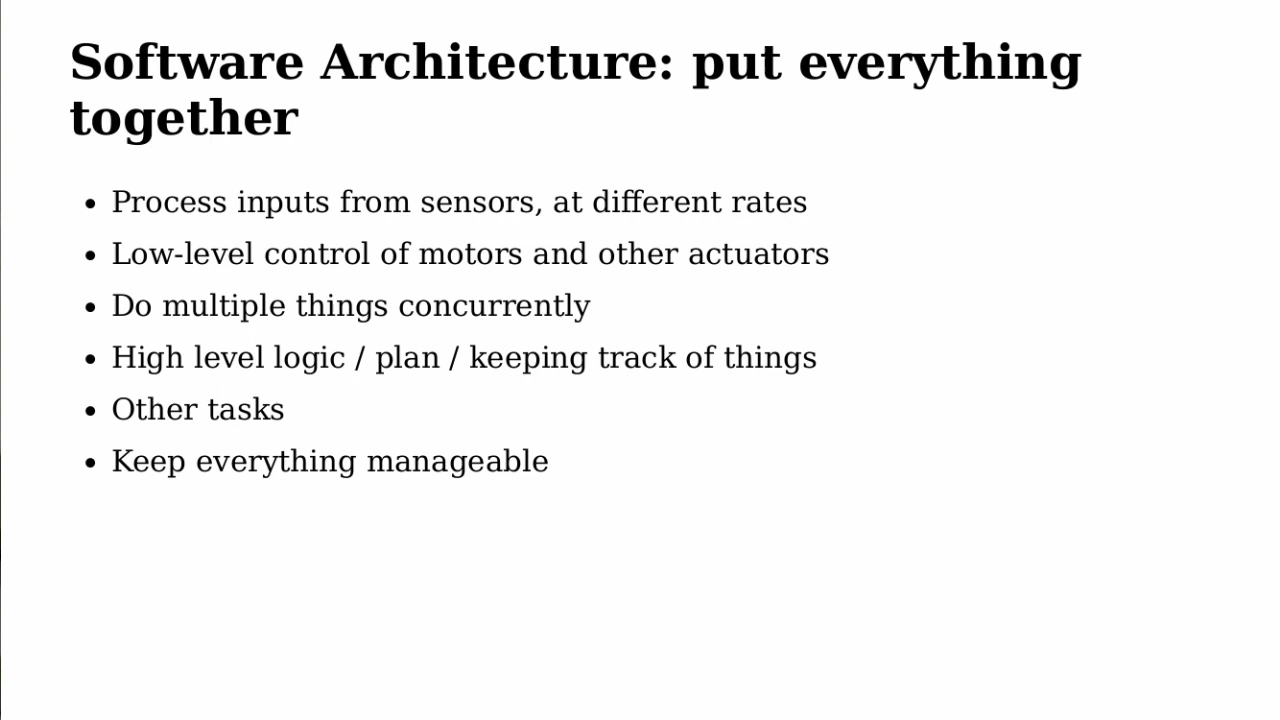 Software Architecture: put everything
together
• Process inputs from sensors, at different rates
• Low-level control of motors and other actuators
• Do multiple things concurrently
• High level logic / plan / keeping track of things
• Other tasks
• Keep everything manageable